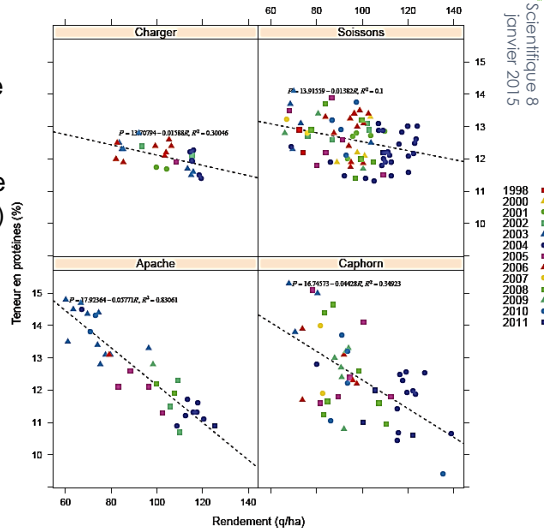 60 80 100 120 140
Charger Soissons
P = 13.70794 − 0.01588R, R² = 0.30046
P = 13.91559 − 0.01382R, R² = 0.1
15
14
13
12
11
10
Apache Caphorn
P = 17.92364 − 0.05771R, R² = 0.83061
P = 16.74573 − 0.04428R, R² = 0.34923
15
14
13
12
11
10
60 80 100 120 140
Rendement (q/ha)
Teneur en protéines (%)
Scientifique 8
janvier 2015
1998
2000
2001
2002
2003
2004
2005
2006
2007
2008
2009
2010
2011
e
e
)